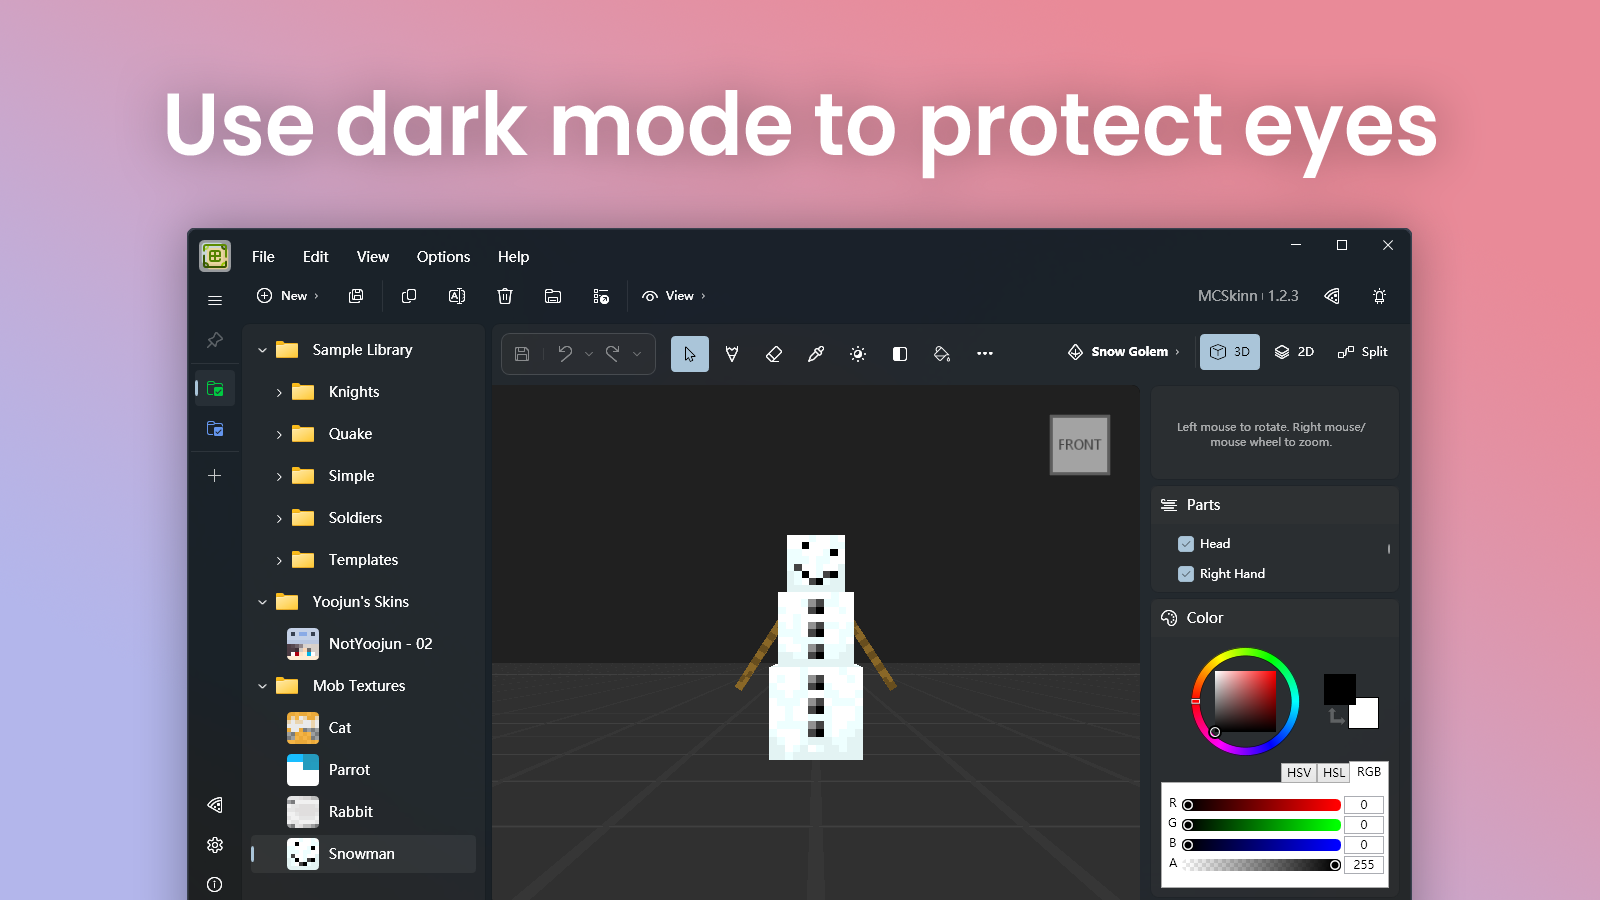 Use dark mode to protect eyes
File Edit View Options Help
New View MCSkinn 1.2.3
Sample Library
Knights
Quake
Simple
Soldiers
Templates
Yoojun's Skins
NotYoojun - 02
Mob Textures
Cat
Parrot
Rabbit
Snowman
Snow Golem 3D 2D Split
FRONT
Left mouse to rotate. Right mouse/
mouse wheel to zoom.
Parts
Head
Right Hand
Color
HSV HSL RGB
R 0
G 0
B 0
A 255